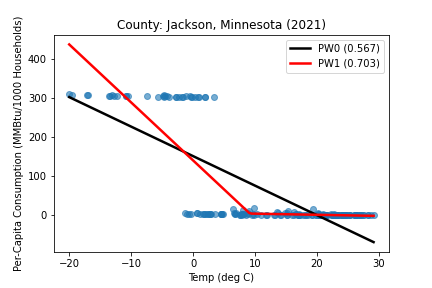 County: Jackson, Minnesota (2021)
PW0 (0.567)
PW1 (0.703)
Per-Capita Consumption (MMBtu/1000 Households)
400
300
200
100
0
−20 −10 0 10 20 30
Temp (deg C)